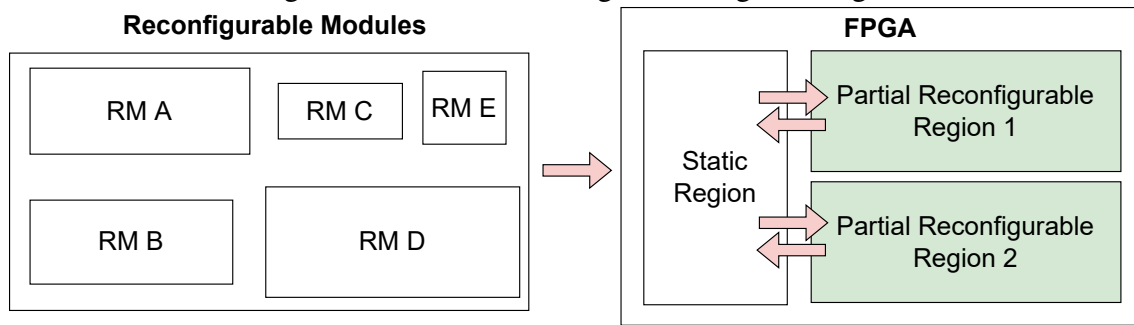 Reconfigurable Modules
RM A
RM C
RM E
RM B
RM D
FPGA
Static
Region
Partial Reconfigurable
Region 1
Partial Reconfigurable
Region 2